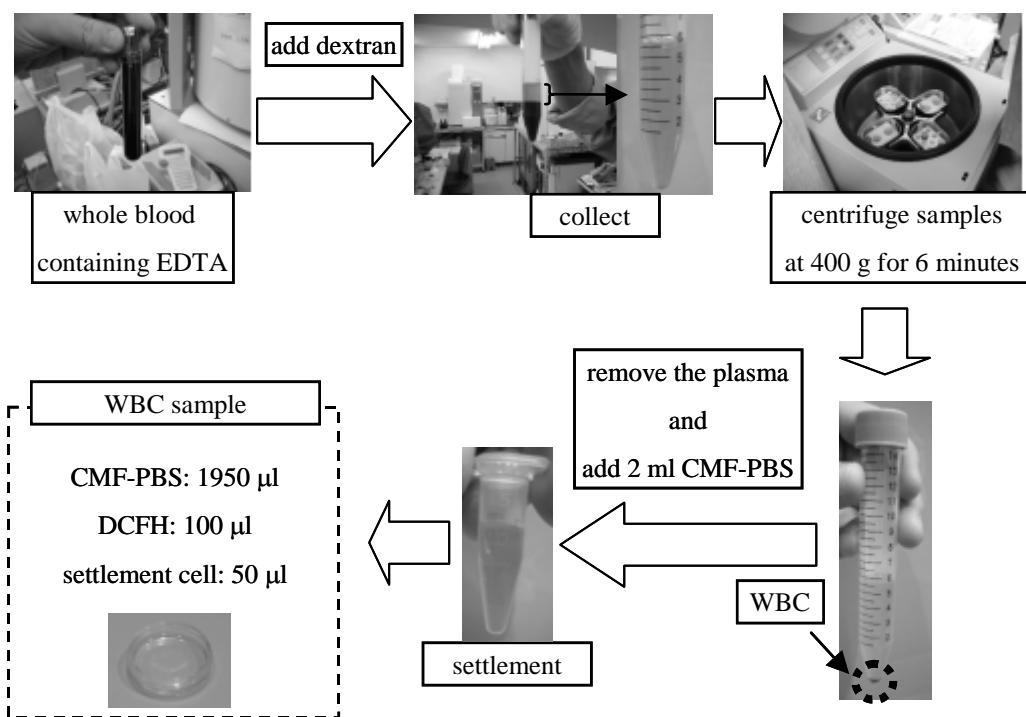 add dextran
whole blood
containing EDTA
collect
centrifuge samples
at 400 g for 6 minutes
remove the plasma
and
add 2 ml CMF-PBS
WBC
settlement
WBC sample
CMF-PBS: 1950 μl
DCFH: 100 μl
settlement cell: 50 μl